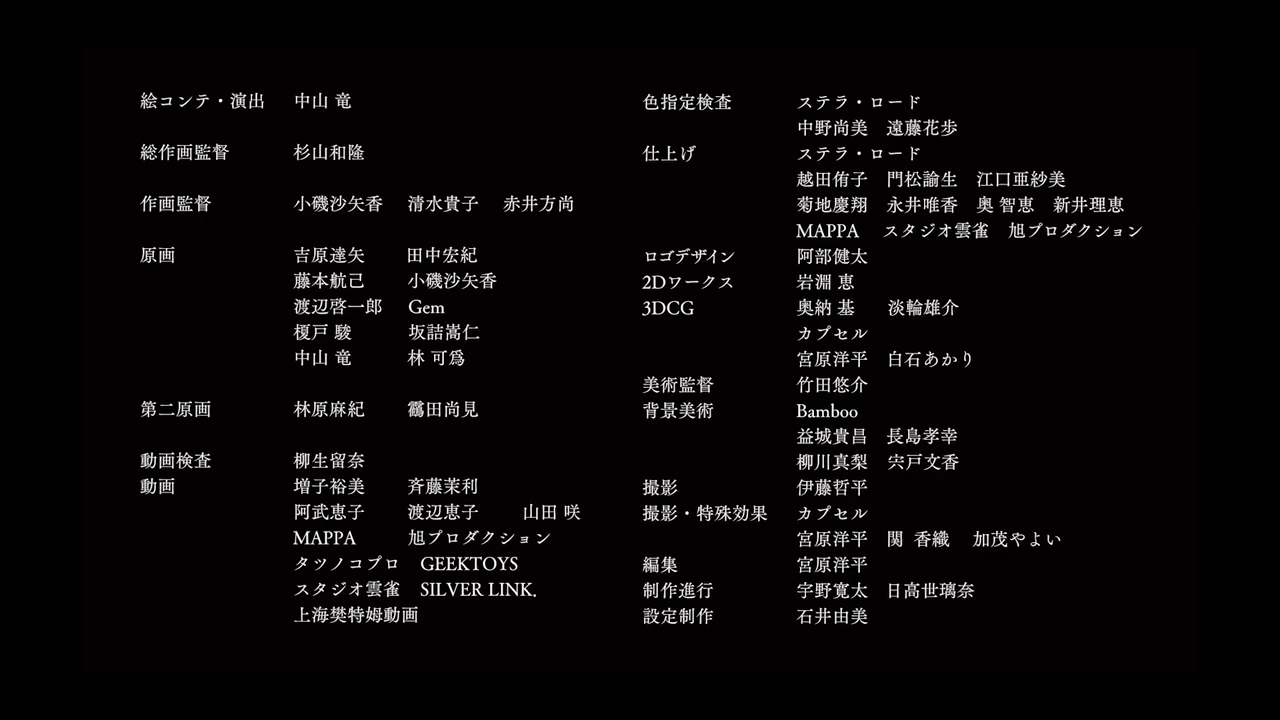 絵コンテ・演出 中山 竜
総作画監督 杉山和隆
作画監督 小磯沙矢香 清水貴子 赤井方尚
原画 吉原達矢 田中宏紀
藤本航己 小磯沙矢香
渡辺啓一郎 Gem
榎戸 駿 坂詰嵩仁
中山 竜 林 可爲
第二原画 林原麻紀 靍田尚見
動画検査 柳生留奈
動画 増子裕美 斉藤茉利
阿武恵子 渡辺恵子 山田 咲
MAPPA 旭プロダクション
タツノコプロ GEEKTOYS
スタジオ雲雀 SILVER LINK.
上海樊特姆動画
色指定検査 ステラ・ロード
中野尚美 遠藤花歩
仕上げ ステラ・ロード
越田侑子 門松諭生 江口亜紗美
菊地慶翔 永井唯香 奥 智恵 新井理恵
MAPPA スタジオ雲雀 旭プロダクション
ロゴデザイン 阿部健太
2Dワークス 岩淵 恵
3DCG 奥納 基 淡輪雄介
カプセル
宮原洋平 白石あかり
美術監督 竹田悠介
背景美術 Bamboo
益城貴昌 長島孝幸
柳川真梨 宍戸文香
撮影 伊藤哲平
撮影・特殊効果 カプセル
宮原洋平 関 香織 加茂やよい
編集 宮原洋平
制作進行 宇野寛太 日高世璃奈
設定制作 石井由美